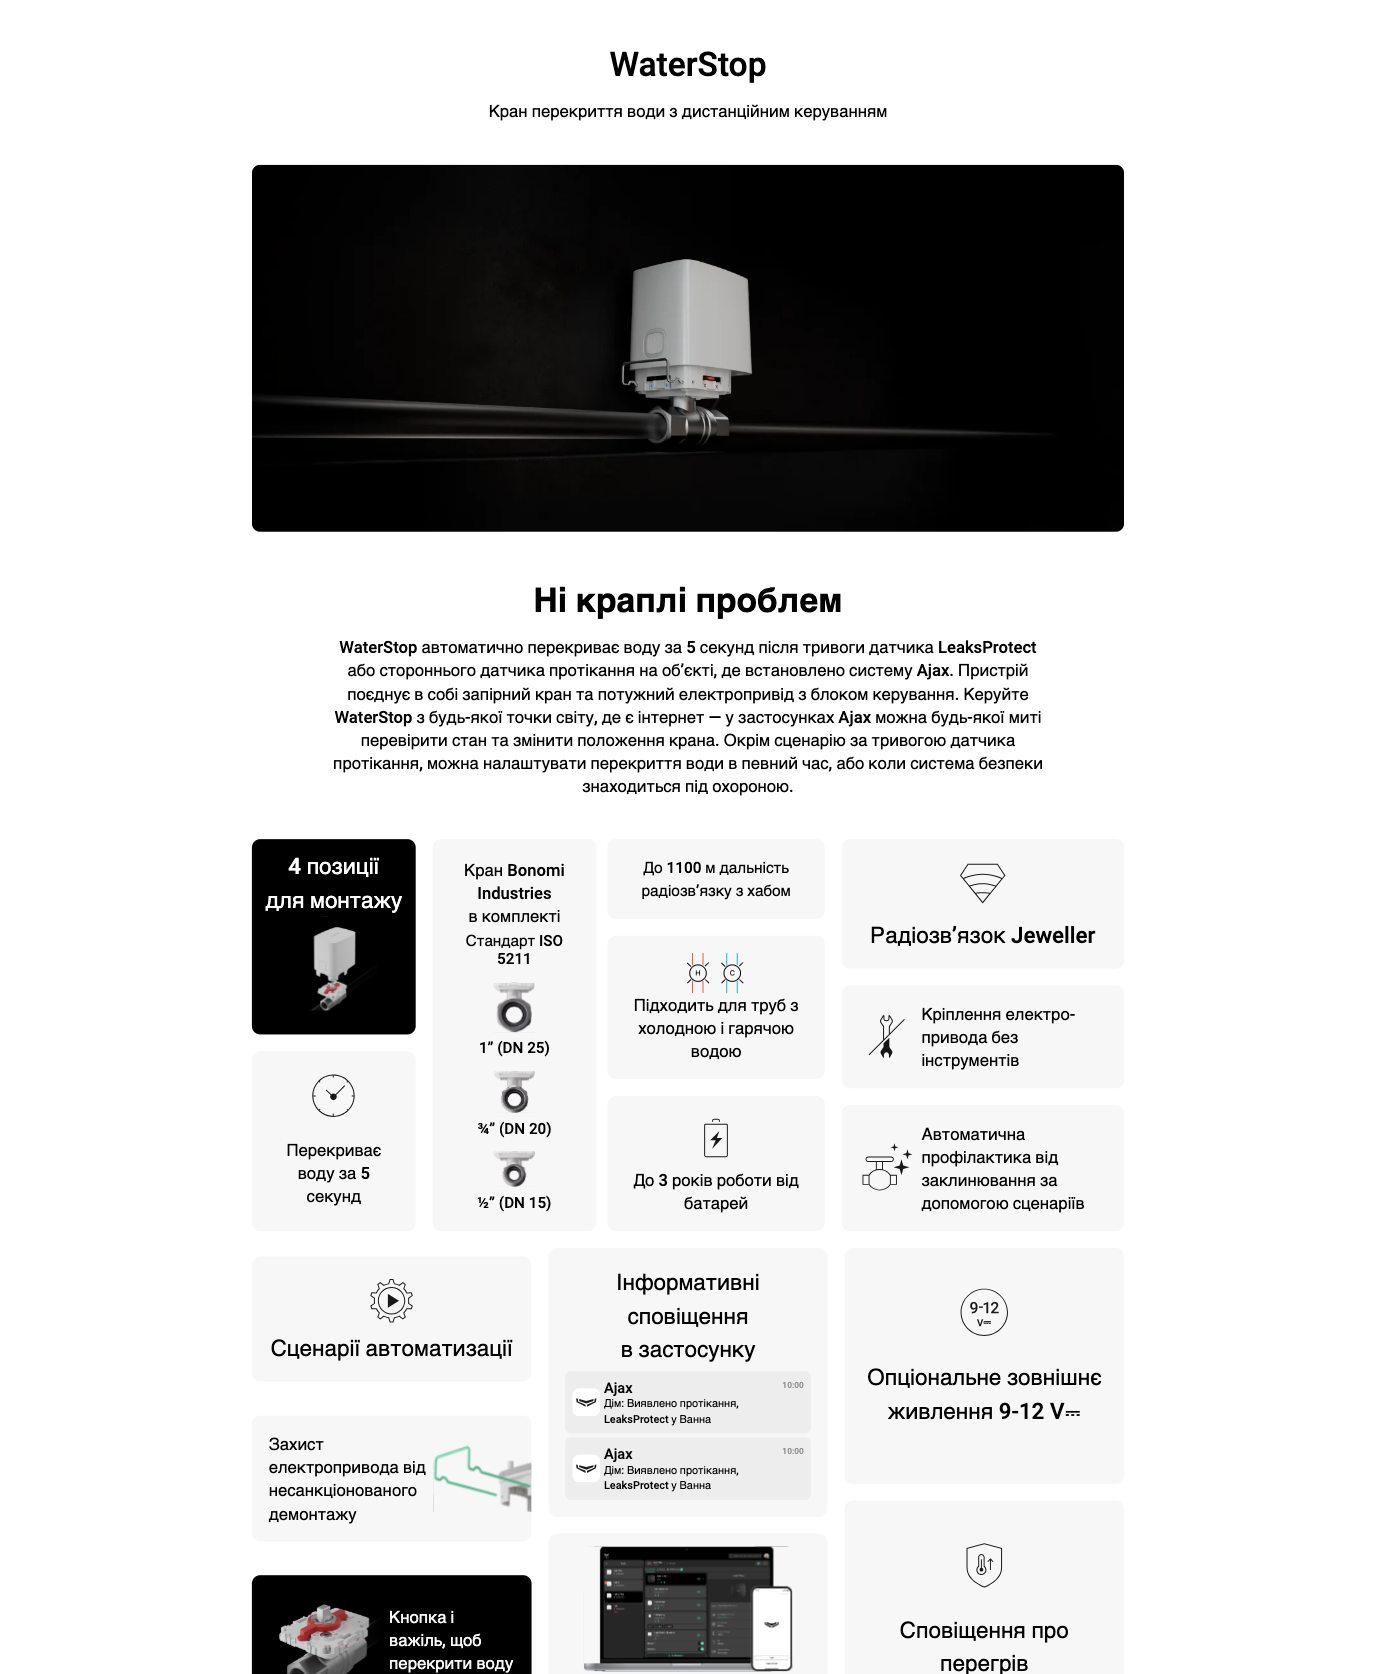 WaterStop
Кран перекриття води з дистанційним керуванням
Ні краплі проблем
WaterStop автоматично перекриває воду за 5 секунд після тривоги датчика LeaksProtect
або стороннього датчика протікання на об’єкті, де встановлено систему Ajax. Пристрій
поєднує в собі запірний кран та потужний електропривід з блоком керування. Керуйте
WaterStop з будь-якої точки світу, де є інтернет — у застосунках Ajax можна будь-якої миті
перевірити стан та змінити положення крана. Окрім сценарію за тривогою датчика
протікання, можна налаштувати перекриття води в певний час, або коли система безпеки
знаходиться під охороною.
4 позиції
для монтажу
Перекриває
воду за 5
секунд
Кран Bonomi
Industries
в комплекті
Стандарт ISO
5211
1” (DN 25)
¾” (DN 20)
½” (DN 15)
До 1100 м дальність
радіозв’язку з хабом
H C
Підходить для труб з
холодною і гарячою
водою
До 3 років роботи від
батарей
Радіозв’язок Jeweller
Кріплення електро-
привода без
інструментів
Автоматична
профілактика від
заклинювання за
допомогою сценаріїв
Сценарії автоматизації
Захист
електропривода від
несанкціонованого
демонтажу
Кнопка і
важіль, щоб
перекрити воду
Інформативні
сповіщення
в застосунку
Ajax 10:00
Дім: Виявлено протікання,
LeaksProtect у Ванна
Ajax 10:00
Дім: Виявлено протікання,
LeaksProtect у Ванна
9-12
V⎓
Опціональне зовнішнє
живлення 9-12 V⎓
Сповіщення про
перегрів